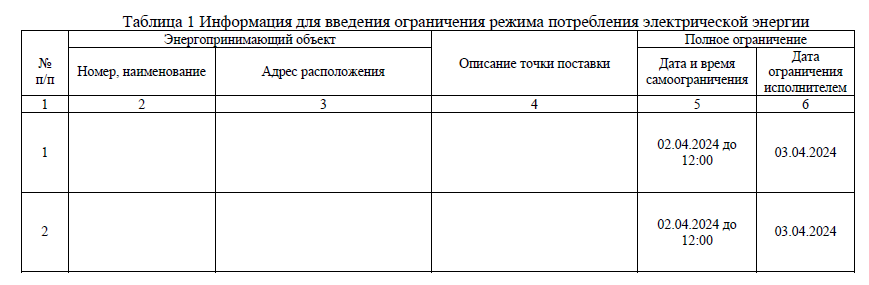 Таблица 1 Информация для введения ограничения режима потребления электрической энергии
№
п/п
Энергопринимающий объект
Описание точки поставки
Полное ограничение
Номер, наименование
Адрес расположения
Дата и время
самоограничения
Дата
ограничения
исполнителем
1 2 3 4 5 6
1
02.04.2024 до
12:00
03.04.2024
2
02.04.2024 до
12:00
03.04.2024